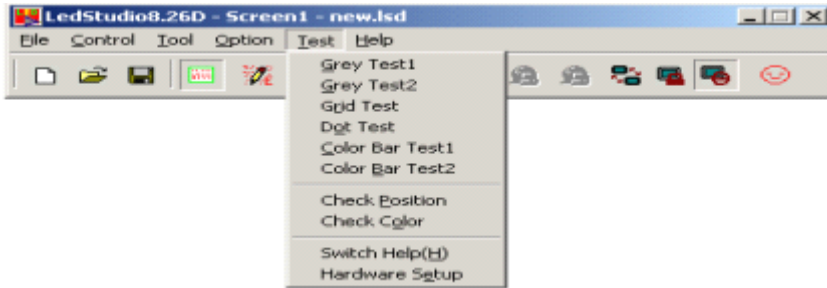 LedStudio8.26D - Screen1 - new.lsd
File Control Tool Option Test Help
Grey Test1
Grey Test2
Grid Test
Dot Test
Color Bar Test1
Color Bar Test2
Check Position
Check Color
Switch Help(H)
Hardware Setup